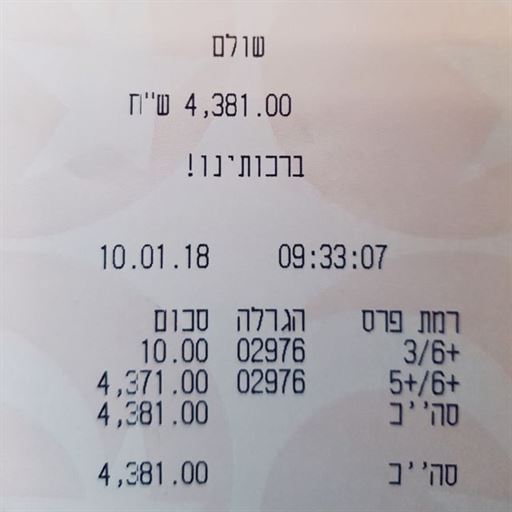 שולם
4,381.00 ש"ח
ברכותינו!
10.01.18 09:33:07
רמת פרס הגרלה סכום
3/6+ 02976 10.00
5+/6+ 02976 4,371.00
סה''כ 4,381.00
סה''כ 4,381.00